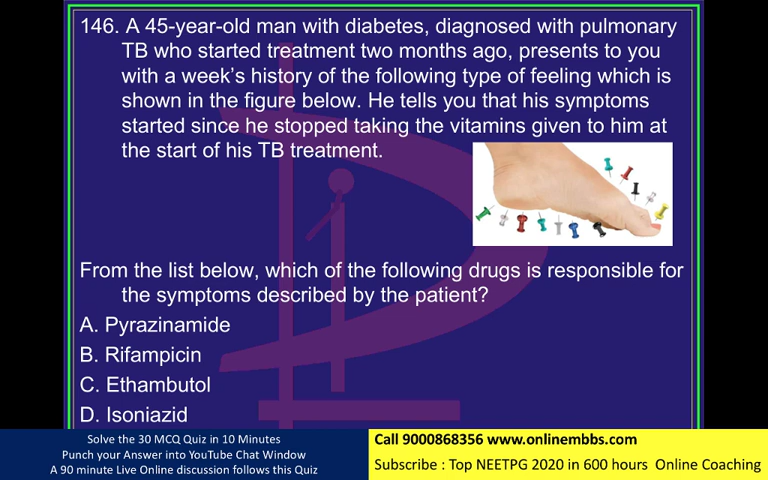 146. A 45-year-old man with diabetes, diagnosed with pulmonary
TB who started treatment two months ago, presents to you
with a week's history of the following type of feeling which is
shown in the figure below. He tells you that his symptoms
started since he stopped taking the vitamins given to him at
the start of his TB treatment.
From the list below, which of the following drugs is responsible for
the symptoms described by the patient?
A. Pyrazinamide
B. Rifampicin
C. Ethambutol
D. Isoniazid
Solve the 30 MCQ Quiz in 10 Minutes
Punch your Answer into YouTube Chat Window
A 90 minute Live Online discussion follows this Quiz
Call 9000868356 www.onlinembbs.com
Subscribe : Top NEETPG 2020 in 600 hours Online Coaching